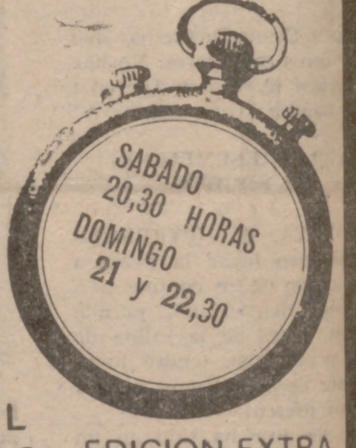 SABADO
20,30 HORAS
DOMINGO
21 y 22,30
L
EDICION EXTRA